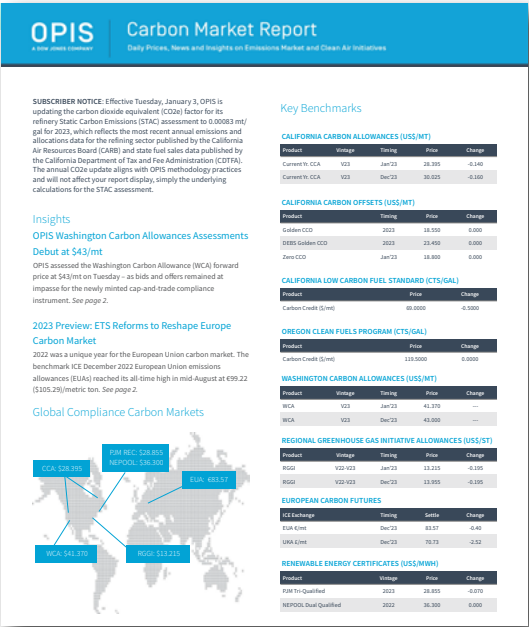 OPIS
A DOW JONES COMPANY
Carbon Market Report
Daily Prices, News and Insights on Emissions Market and Clean Air Initiatives
SUBSCRIBER NOTICE: Effective Tuesday, January 3, OPIS is
updating the carbon dioxide equivalent (CO2e) factor for its
refinery Static Carbon Emissions (STAC) assessment to 0.00083 mt/
gal for 2023, which reflects the most recent annual emissions and
allocations data for the refining sector published by the California
Air Resources Board (CARB) and state fuel sales data published by
the California Department of Tax and Fee Administration (CDTFA).
The annual CO2e update aligns with OPIS methodology practices
and will not affect your report display, simply the underlying
calculations for the STAC assessment.
Insights
OPIS Washington Carbon Allowances Assessments
Debut at $43/mt
OPIS assessed the Washington Carbon Allowance (WCA) forward
price at $43/mt on Tuesday – as bids and offers remained at
impasse for the newly minted cap-and-trade compliance
instrument. See page 2.
2023 Preview: ETS Reforms to Reshape Europe
Carbon Market
2022 was a unique year for the European Union carbon market. The
benchmark ICE December 2022 European Union emissions
allowances (EUAs) reached its all-time high in mid-August at €99.22
($105.29)/metric ton. See page 2.
Global Compliance Carbon Markets
PJM REC: $28.855
NEPOOL: $36.300
CCA: $28.395
EUA: €83.57
WCA: $41.370
RGGI: $13.215
Key Benchmarks
CALIFORNIA CARBON ALLOWANCES (US$/MT)
Product Vintage Timing Price Change
Current Yr. CCA V23 Jan'23 28.395 -0.140
Current Yr. CCA V23 Dec'23 30.025 -0.160
CALIFORNIA CARBON OFFSETS (US$/MT)
Product Timing Price Change
Golden CCO 2023 18.550 0.000
DEBS Golden CCO 2023 23.450 0.000
Zero CCO Jan'23 18.800 0.000
CALIFORNIA LOW CARBON FUEL STANDARD (CTS/GAL)
Product Price Change
Carbon Credit ($/mt) 69.0000 -0.5000
OREGON CLEAN FUELS PROGRAM (CTS/GAL)
Product Price Change
Carbon Credit ($/mt) 119.5000 0.0000
WASHINGTON CARBON ALLOWANCES (US$/MT)
Product Vintage Timing Price Change
WCA V23 Jan'23 41.370 —
WCA V23 Dec'23 43.000 —
REGIONAL GREENHOUSE GAS INITIATIVE ALLOWANCES (US$/ST)
Product Vintage Timing Price Change
RGGI V22-V23 Jan'23 13.215 -0.195
RGGI V22-V23 Dec'23 13.955 -0.195
EUROPEAN CARBON FUTURES
ICE Exchange Timing Settle Change
EUA €/mt Dec'23 83.57 -0.40
UKA £/mt Dec'23 70.73 -2.52
RENEWABLE ENERGY CERTIFICATES (US$/MWH)
Product Vintage Price Change
PJM Tri-Qualified 2023 28.855 -0.070
NEPOOL Dual Qualified 2022 36.300 0.000